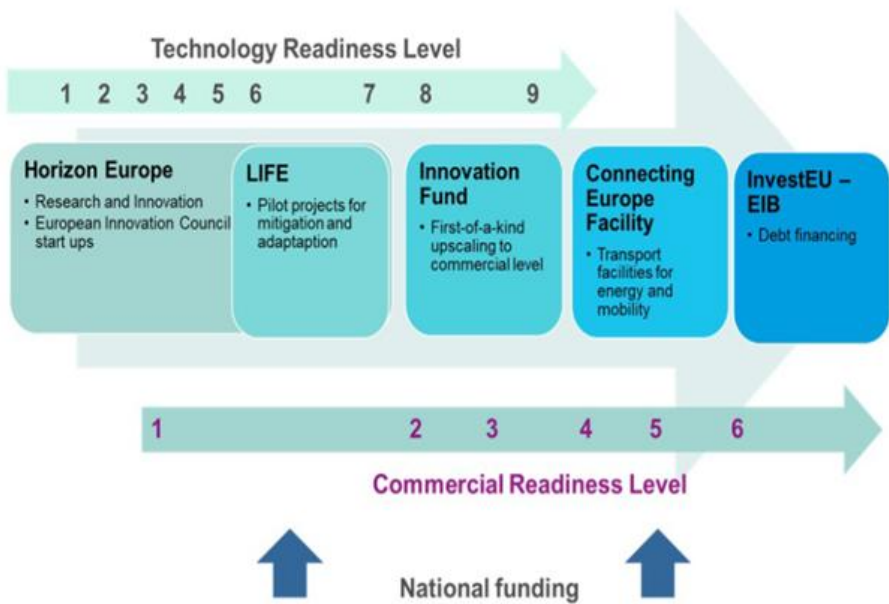 Technology Readiness Level
1 2 3 4 5 6 7 8 9
Horizon Europe
• Research and Innovation
• European Innovation Council
start ups
LIFE
• Pilot projects for
mitigation and
adaptaption
Innovation
Fund
• First-of-a-kind
upscaling to
commercial level
Connecting
Europe
Facility
• Transport
facilities for
energy and
mobility
InvestEU –
EIB
• Debt financing
1 2 3 4 5 6
Commercial Readiness Level
National funding